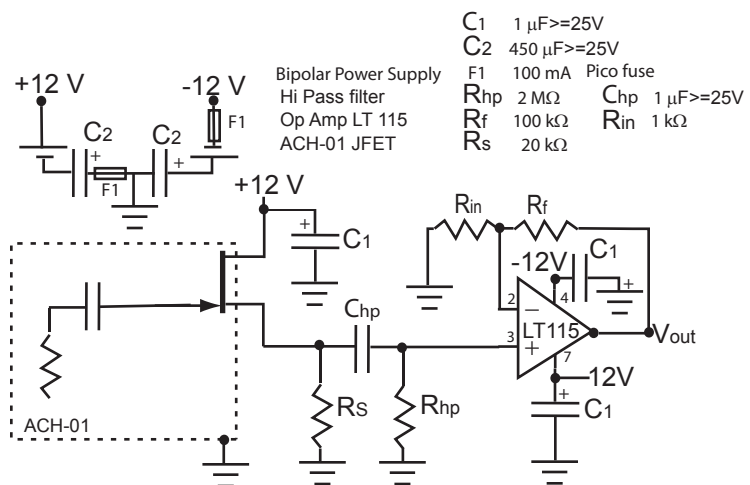 C1 1 μF>=25V
C2 450 μF>=25V
F1 100 mA Pico fuse
Rhp 2 MΩ Chp 1 μF>=25V
Rf 100 kΩ Rin 1 kΩ
Rs 20 kΩ
Bipolar Power Supply
Hi Pass filter
Op Amp LT 115
ACH-01 JFET
+12 V
-12 V
C2
+
F1
C2
+
F1
+12 V
+
C1
Rin
Rf
-12V
C1
+
2
−
4
3
+
LT115
7
Vout
12V
+
C1
Chp
Rs
Rhp
ACH-01